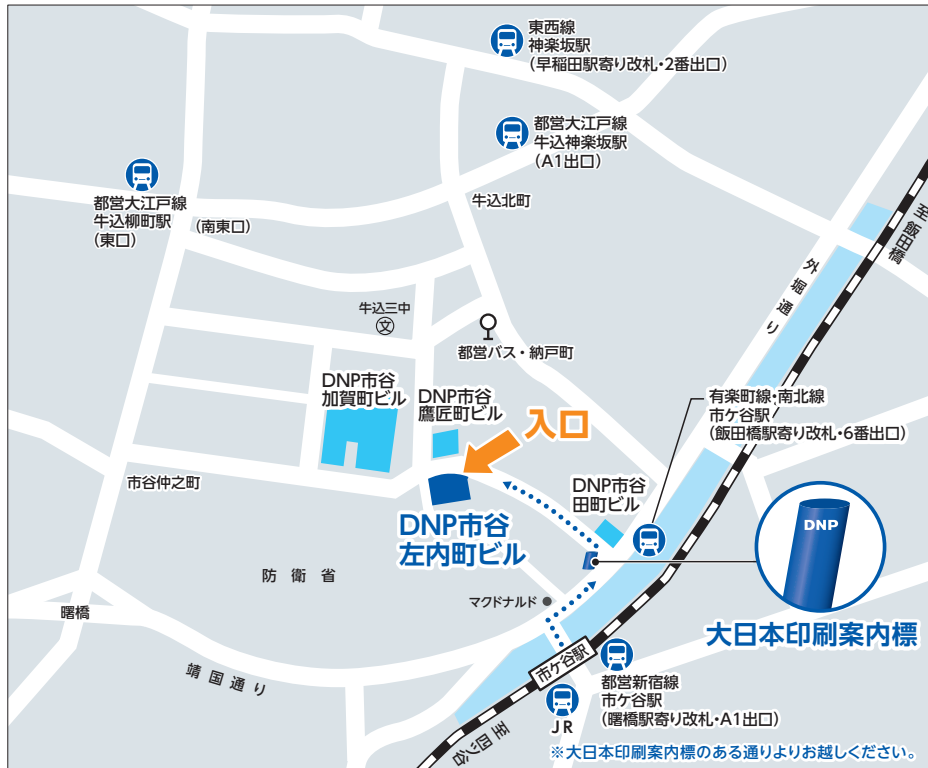 東西線
神楽坂駅
（早稲田駅寄り改札・2番出口）
都営大江戸線
牛込神楽坂駅
（A1出口）
都営大江戸線
牛込柳町駅
（東口）
（南東口）
牛込北町
至飯田橋
外堀通り
牛込三中
文
都営バス・納戸町
DNP市谷
加賀町ビル
DNP市谷
鷹匠町ビル
入口
有楽町線・南北線
市ケ谷駅
（飯田橋駅寄り改札・6番出口）
市谷仲之町
DNP市谷
左内町ビル
DNP市谷
田町ビル
DNP
大日本印刷案内標
防衛省
マクドナルド
曙橋
靖国通り
市ケ谷駅
都営新宿線
市ケ谷駅
（曙橋駅寄り改札・A1出口）
JR
至四ツ谷
※大日本印刷案内標のある通りよりお越しください。